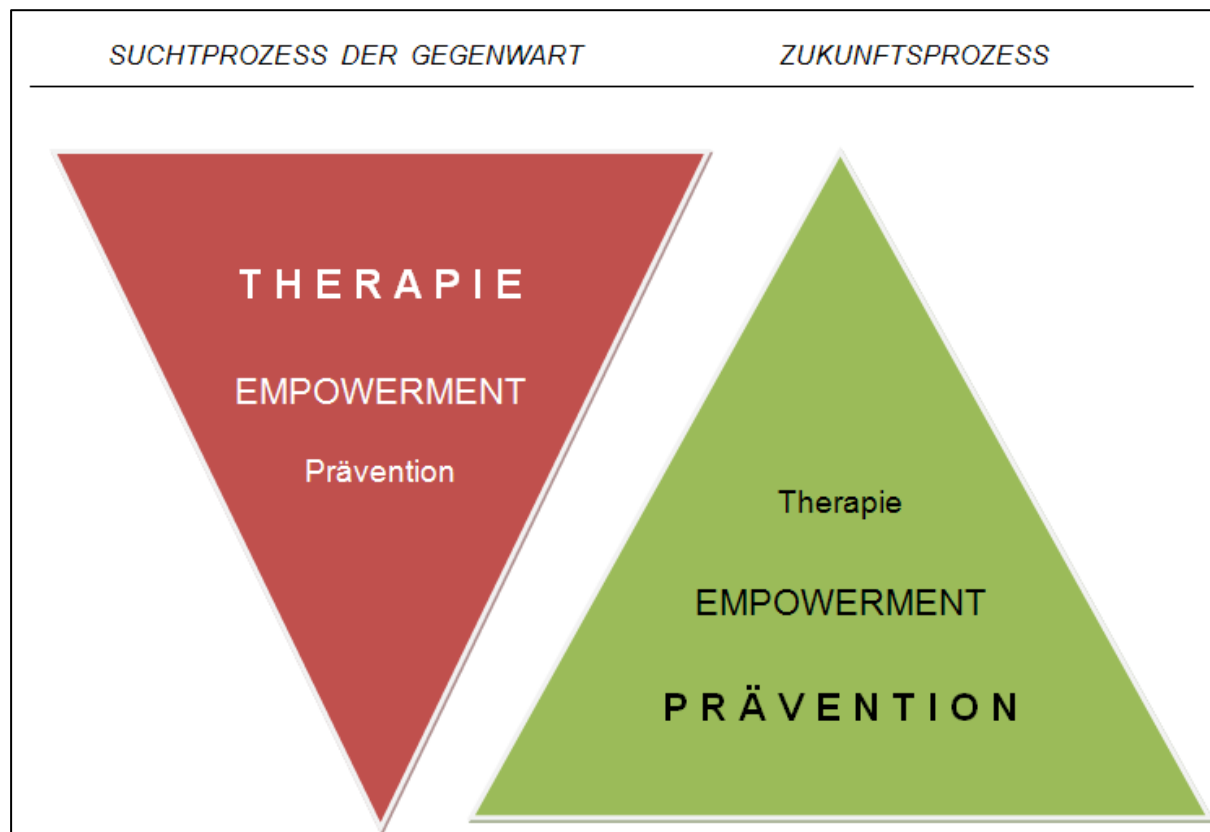 SUCHTPROZESS DER GEGENWART
ZUKUNFTSPROZESS
THERAPIE
EMPOWERMENT
Prävention
Therapie
EMPOWERMENT
PRÄVENTION